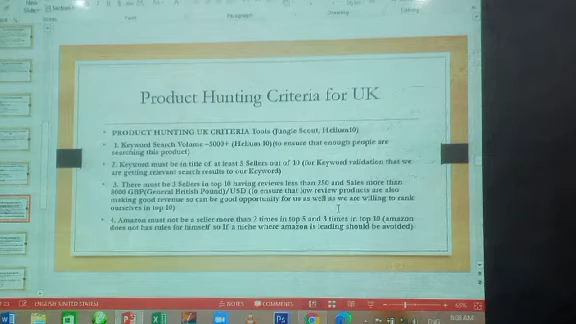 Product Hunting Criteria for UK
PRODUCT HUNTING UK CRITERIA Tools (Jungle Scout, Helium10)
1. Keyword Search Volume ~5000+ (Helium 10) (to ensure that enough people are
searching this product)
2. Keyword must be in title of at least 5 Sellers out of 10 (for Keyword validation that we
are getting relevant search results to our Keyword)
3. There must be 3 Sellers in top 10 having reviews less than 250 and Sales more than
GBP(General British Pound)/USD (to ensure that low review products are also
making good revenue so can be good opportunity for us as well as we are willing to rank
ourselves in top 10)
4. Amazon must not be a seller more than 2 times in top 5 and 3 times in top 10 (amazon
does not has rules for himself so If a niche where amazon is leading should be avoided)
ENGLISH (UNITED STATES)
NOTES
COMMENTS
ENG